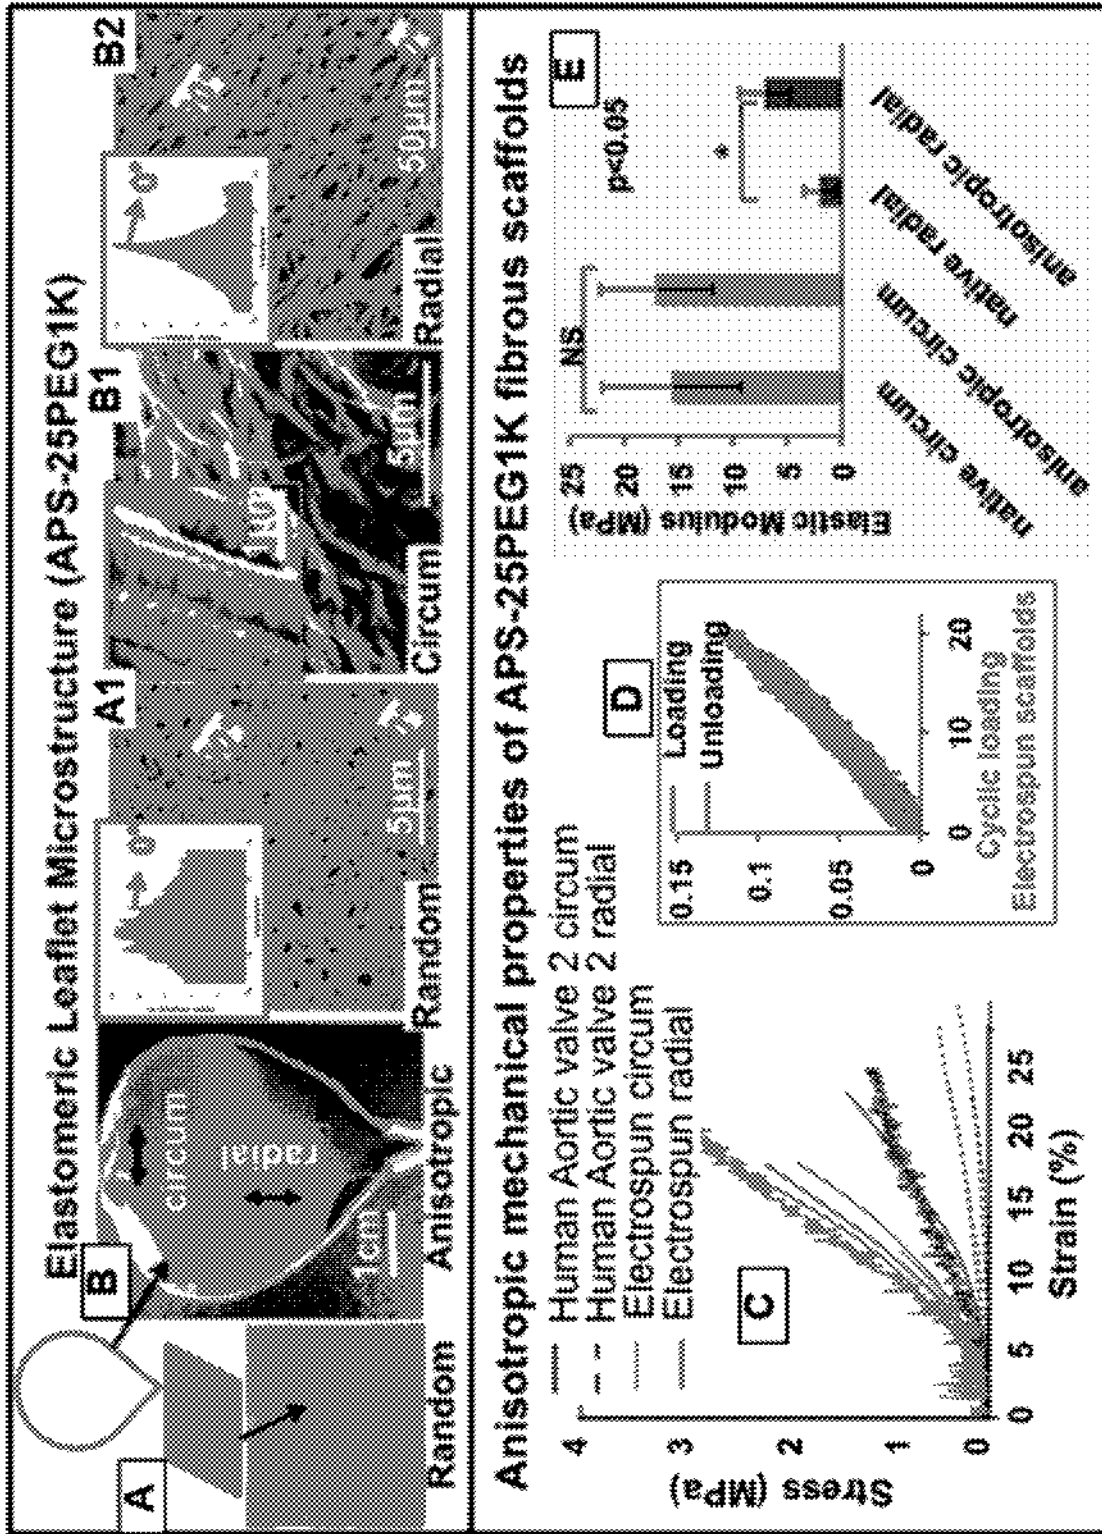 Elastomeric Leaflet Microstructure (APS-25PEG1K)
A
Random
B
circum
radial
1cm
Anisotropic
A1
0°
5μm
Random
B1
5μm
Circum
B2
0°
50μm
Radial
Anisotropic mechanical properties of APS-25PEG1K fibrous scaffolds
Human Aortic valve 2 circum
Human Aortic valve 2 radial
Electrospun circum
Electrospun radial
C
Stress (MPa)
4
3
2
1
0
0 5 10 15 20 25
Strain (%)
D
Loading
Unloading
0.15
0.1
0.05
0
0 10 20
Cyclic loading
Electrospun scaffolds
E
Elastic Modulus (MPa)
25
20
15
10
5
0
NS
p<0.05
*
native circum
anisotropic circum
native radial
anisotropic radial